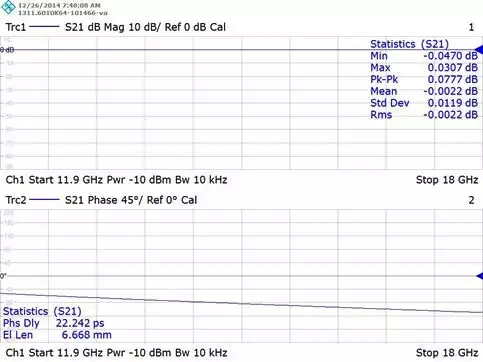 12/26/2014 7:48:08 AM
1311.6010K64-101466-va
Trc1 S21 dB Mag 10 dB/ Ref 0 dB Cal 1
0 dB
Statistics (S21)
Min -0.0470 dB
Max 0.0307 dB
Pk-Pk 0.0777 dB
Mean -0.0022 dB
Std Dev 0.0119 dB
Rms -0.0022 dB
Ch1 Start 11.9 GHz Pwr -10 dBm Bw 10 kHz Stop 18 GHz
Trc2 S21 Phase 45°/ Ref 0° Cal 2
0°
Statistics (S21)
Phs Dly 22.242 ps
El Len 6.668 mm
Ch1 Start 11.9 GHz Pwr -10 dBm Bw 10 kHz Stop 18 GHz